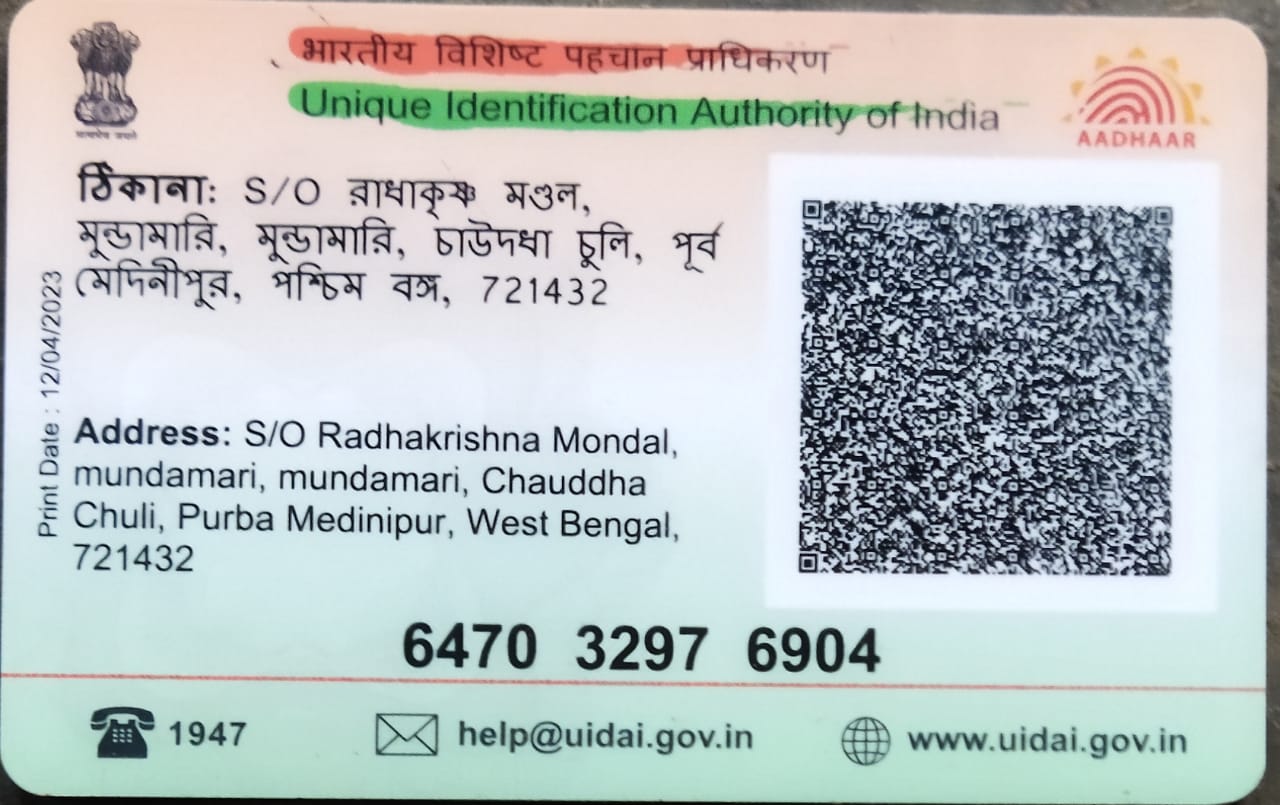 भारतीय विशिष्ट पहचान प्राधिकरण
Unique Identification Authority of India
AADHAAR
ঠিকানা: S/O রাধাকৃষ্ণ মণ্ডল,
মুন্ডামারি, মুন্ডামারি, চাউদধা চুলি, পূর্ব
মেদিনীপুর, পশ্চিম বঙ্গ, 721432
Print Date : 12/04/2023
Address: S/O Radhakrishna Mondal,
mundamari, mundamari, Chauddha
Chuli, Purba Medinipur, West Bengal,
721432
6470 3297 6904
1947
help@uidai.gov.in
www.uidai.gov.in